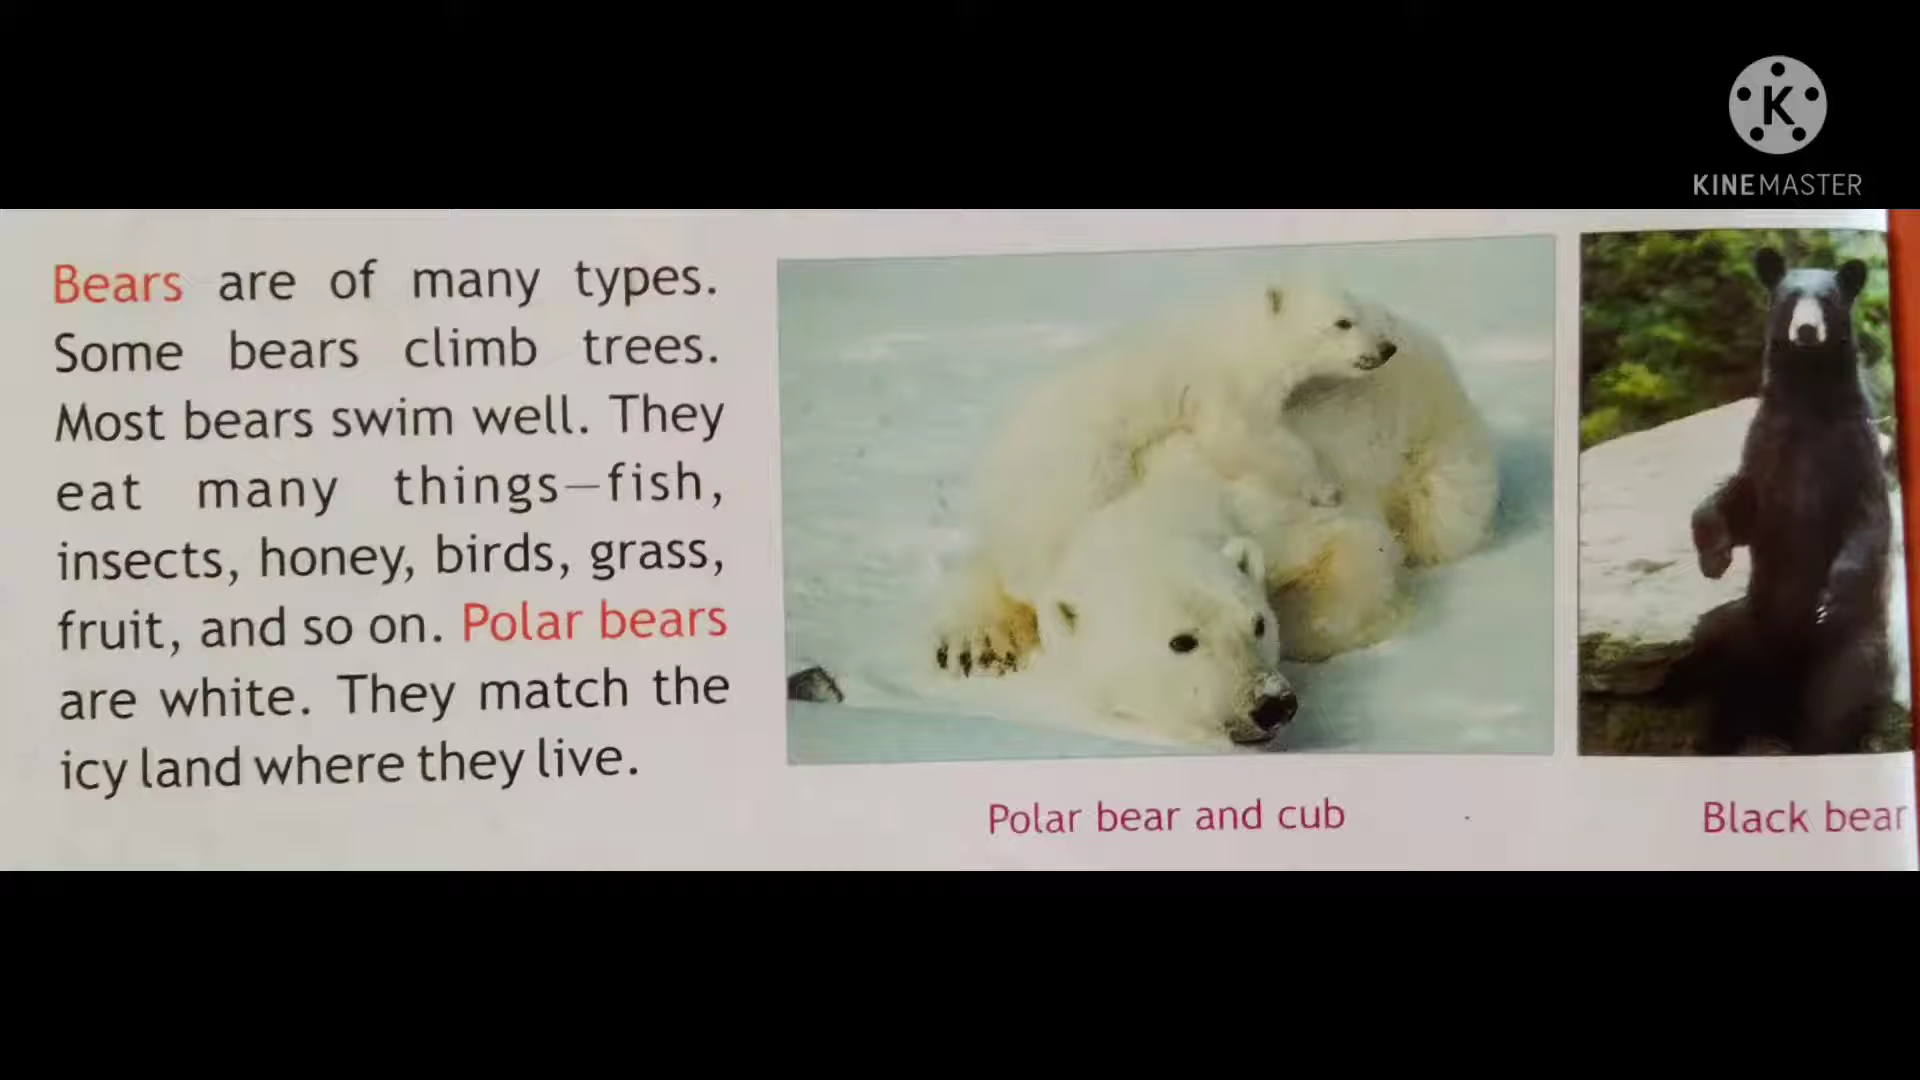 K
KINEMASTER
Bears are of many types.
Some bears climb trees.
Most bears swim well. They
eat many things—fish,
insects, honey, birds, grass,
fruit, and so on. Polar bears
are white. They match the
icy land where they live.
Polar bear and cub
Black bear